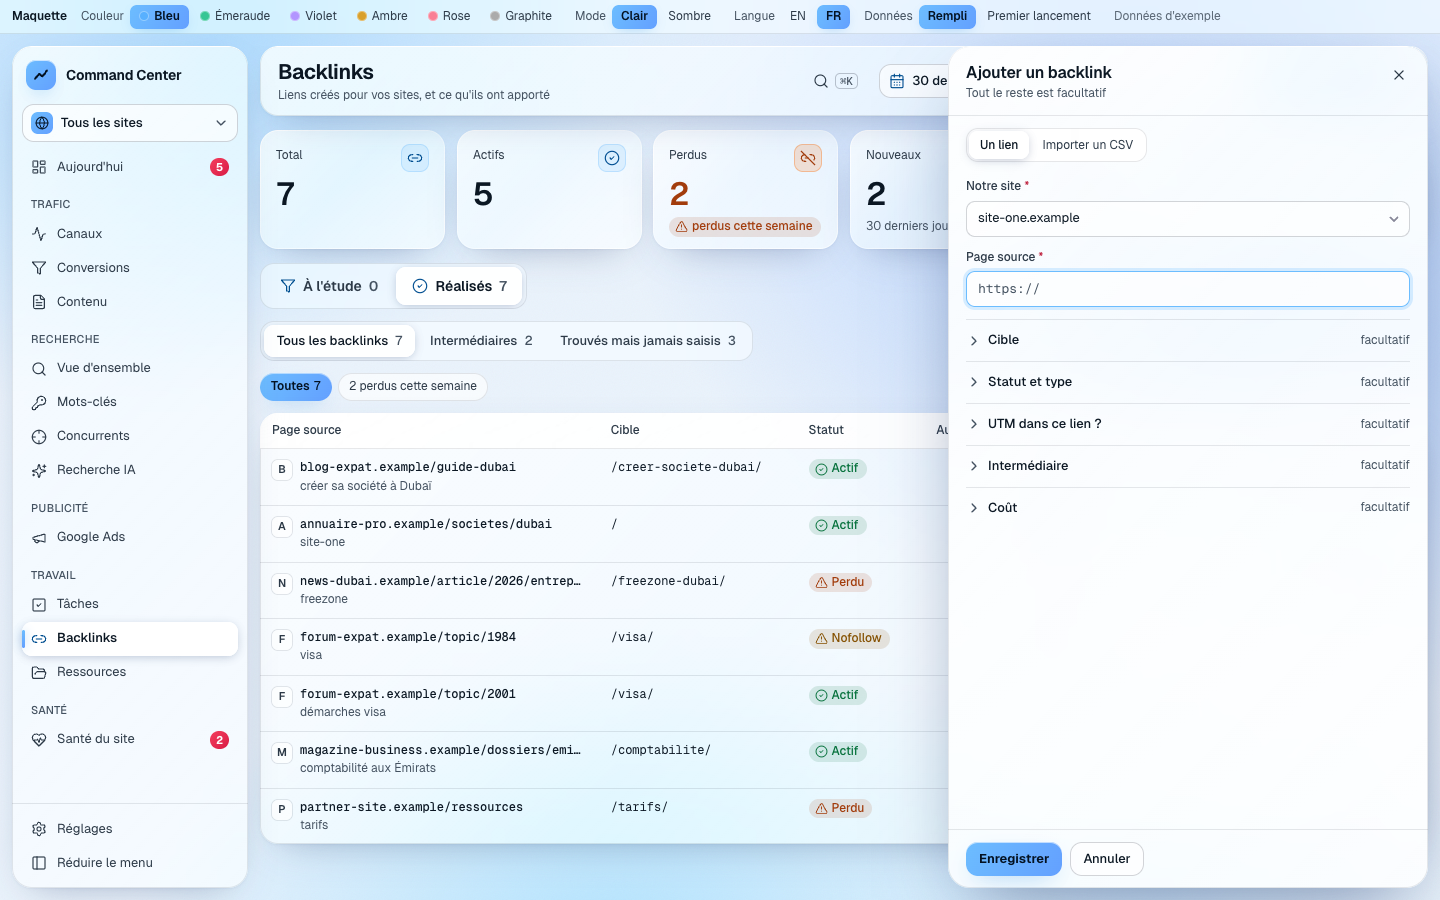 Maquette Couleur Bleu Émeraude Violet Ambre Rose Graphite Mode Clair Sombre Langue EN FR Données Rempli Premier lancement Données d'exemple
Command Center
Tous les sites
Aujourd'hui 5
TRAFIC
Canaux
Conversions
Contenu
RECHERCHE
Vue d'ensemble
Mots-clés
Concurrents
Recherche IA
PUBLICITÉ
Google Ads
TRAVAIL
Tâches
Backlinks
Ressources
SANTÉ
Santé du site 2
Réglages
Réduire le menu
Backlinks
Liens créés pour vos sites, et ce qu'ils ont apporté
⌘K
30 de
Total
7
Actifs
5
Perdus
2
perdus cette semaine
Nouveaux
2
30 derniers jou
À l'étude 0 Réalisés 7
Tous les backlinks 7 Intermédiaires 2 Trouvés mais jamais saisis 3
Toutes 7 2 perdus cette semaine
Page source Cible Statut Au
B blog-expat.example/guide-dubai /creer-societe-dubai/ Actif
créer sa société à Dubaï
A annuaire-pro.example/societes/dubai / Actif
site-one
N news-dubai.example/article/2026/entrep… /freezone-dubai/ Perdu
freezone
F forum-expat.example/topic/1984 /visa/ Nofollow
visa
F forum-expat.example/topic/2001 /visa/ Actif
démarches visa
M magazine-business.example/dossiers/emi… /comptabilite/ Actif
comptabilité aux Émirats
P partner-site.example/ressources /tarifs/ Perdu
tarifs
Ajouter un backlink
Tout le reste est facultatif
Un lien Importer un CSV
Notre site *
site-one.example
Page source *
https://
Cible facultatif
Statut et type facultatif
UTM dans ce lien ? facultatif
Intermédiaire facultatif
Coût facultatif
Enregistrer Annuler